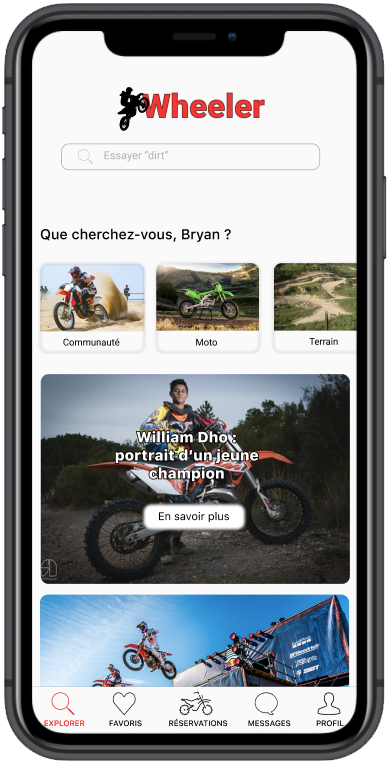 Wheeler
Essayer “dirt”
Que cherchez-vous, Bryan ?
Communauté
Moto
Terrain
William Dho :
portrait d’un jeune
champion
En savoir plus
EXPLORER
FAVORIS
RÉSERVATIONS
MESSAGES
PROFIL